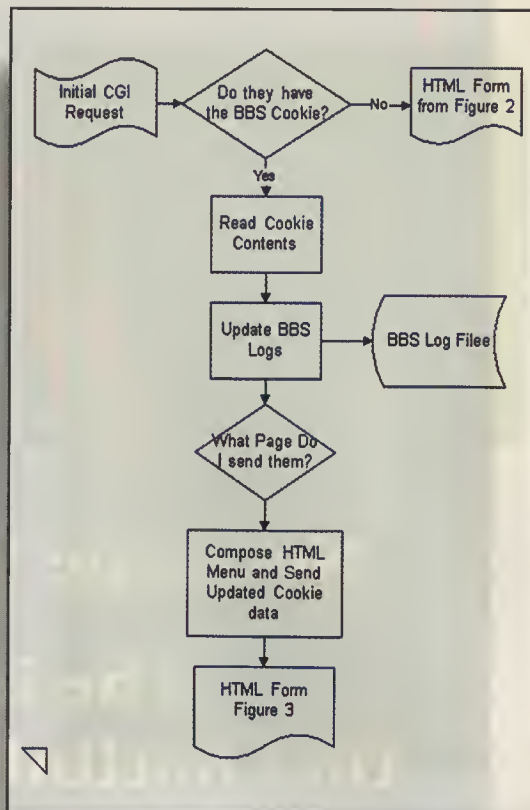 Initial CGI
Request
Do they have
the BBS Cookie?
No
HTML Form
from Figure 2
Yes
Read Cookie
Contents
Update BBS
Logs
BBS Log Filee
What Page Do
I send them?
Compose HTML
Menu and Send
Updated Cookie
data
HTML Form
Figure 3